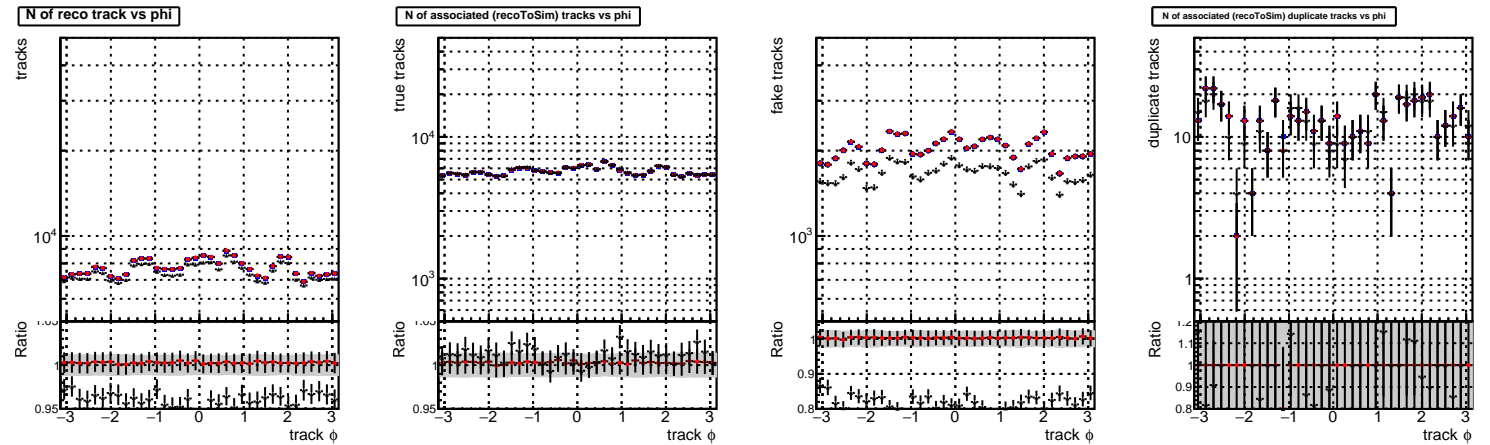 N of reco track vs phi
tracks
10⁴
Ratio
1.05
1
0.95
−3 −2 −1 0 1 2 3
track ϕ
N of associated (recoToSim) tracks vs phi
true tracks
10⁴
10³
Ratio
1.05
1
0.95
−3 −2 −1 0 1 2 3
track ϕ
fake tracks
10³
Ratio
1
0.9
0.8
−3 −2 −1 0 1 2 3
track ϕ
N of associated (recoToSim) duplicate tracks vs phi
duplicate tracks
10
1
Ratio
1.2
1.1
1
0.9
0.8
−3 −2 −1 0 1 2 3
track ϕ